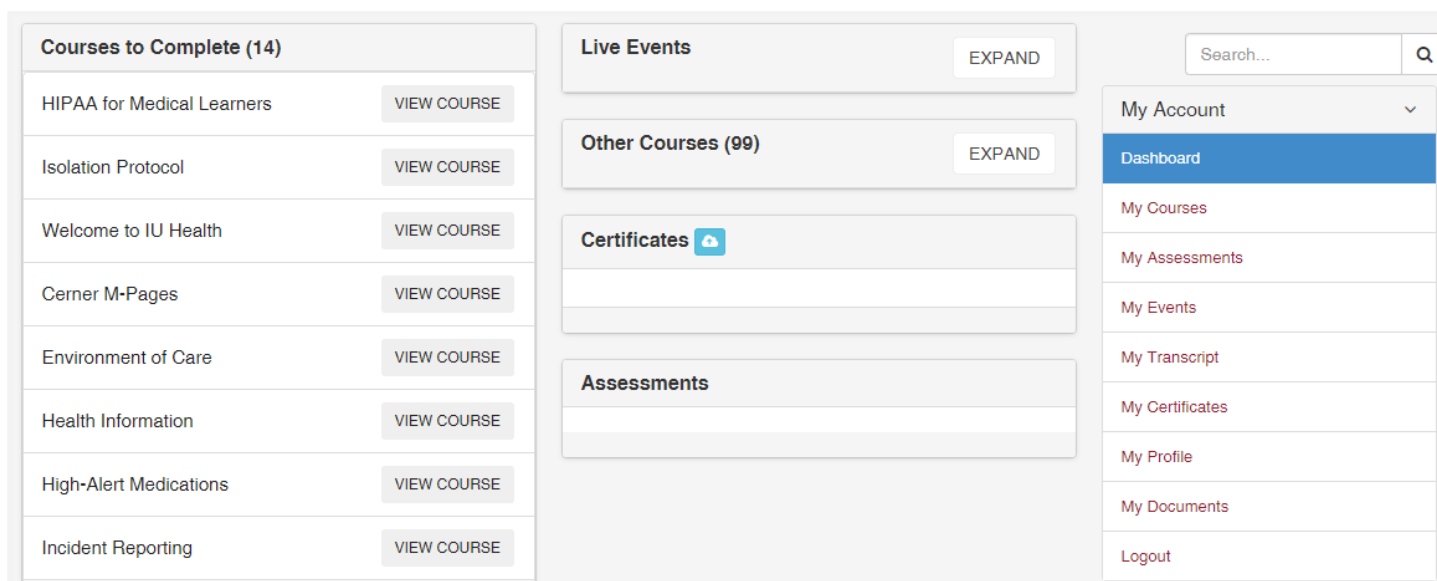 Courses to Complete (14)
HIPAA for Medical Learners VIEW COURSE
Isolation Protocol VIEW COURSE
Welcome to IU Health VIEW COURSE
Cerner M-Pages VIEW COURSE
Environment of Care VIEW COURSE
Health Information VIEW COURSE
High-Alert Medications VIEW COURSE
Incident Reporting VIEW COURSE
Live Events EXPAND
Other Courses (99) EXPAND
Certificates
Assessments
Search...
My Account
Dashboard
My Courses
My Assessments
My Events
My Transcript
My Certificates
My Profile
My Documents
Logout